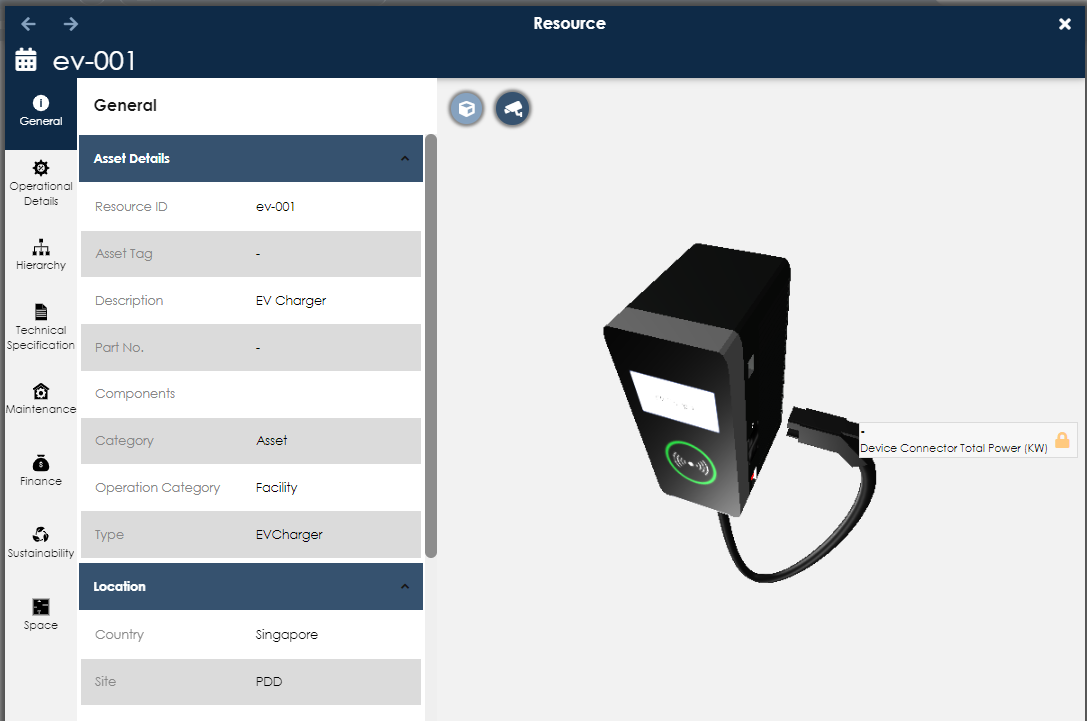 Resource
ev-001
General
Operational
Details
Hierarchy
Technical
Specification
Maintenance
Finance
Sustainability
Space
General
Asset Details
Resource ID ev-001
Asset Tag -
Description EV Charger
Part No. -
Components
Category Asset
Operation Category Facility
Type EVCharger
Location
Country Singapore
Site PDD
-
Device Connector Total Power (KW)